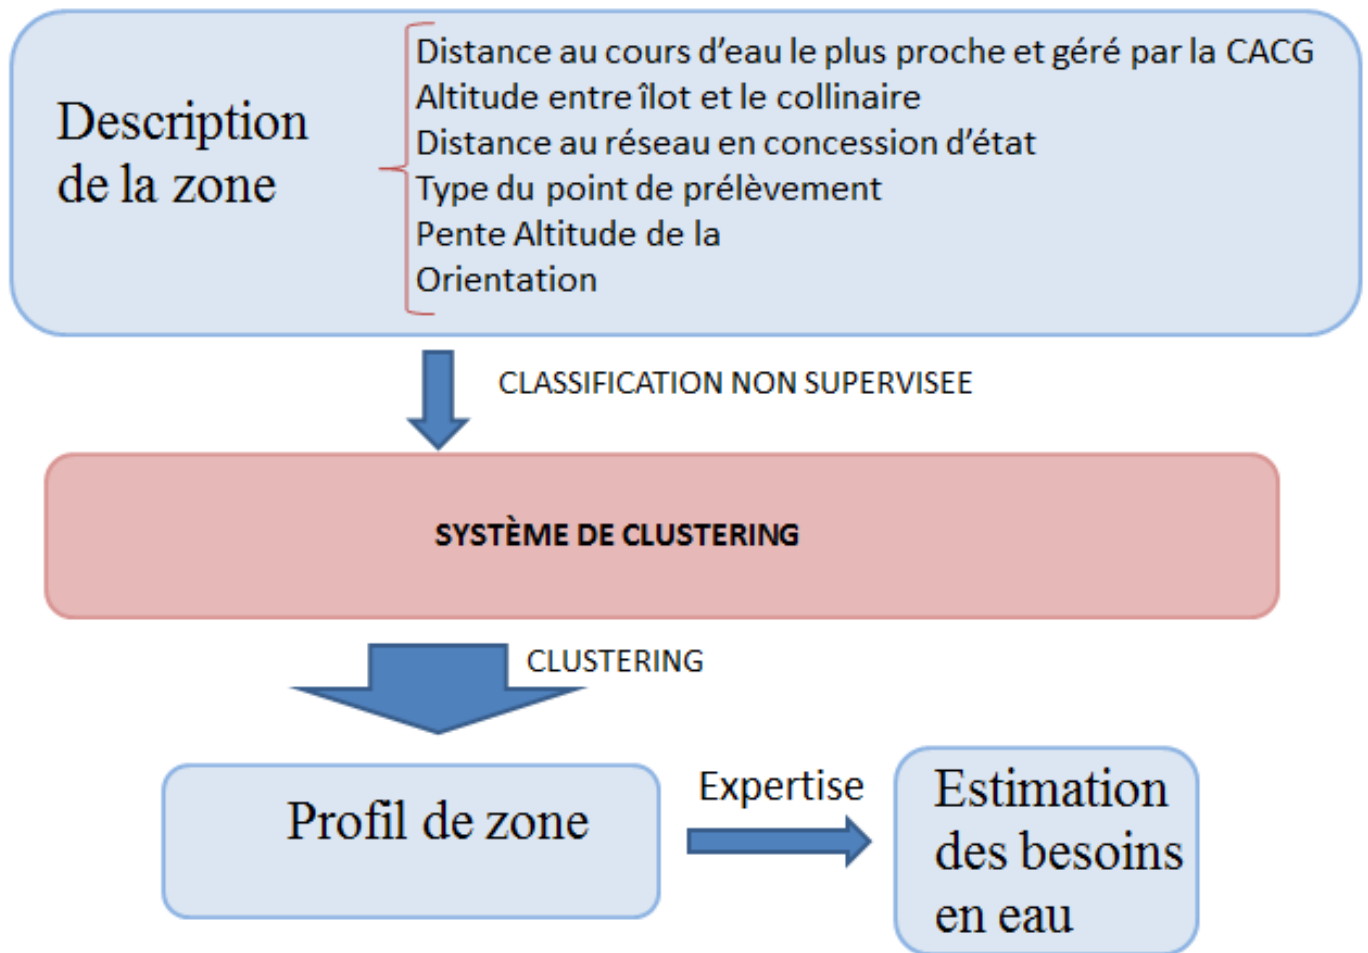 Description
de la zone
Distance au cours d’eau le plus proche et géré par la CACG
Altitude entre îlot et le collinaire
Distance au réseau en concession d’état
Type du point de prélèvement
Pente Altitude de la
Orientation
CLASSIFICATION NON SUPERVISEE
SYSTÈME DE CLUSTERING
CLUSTERING
Profil de zone
Expertise
Estimation
des besoins
en eau